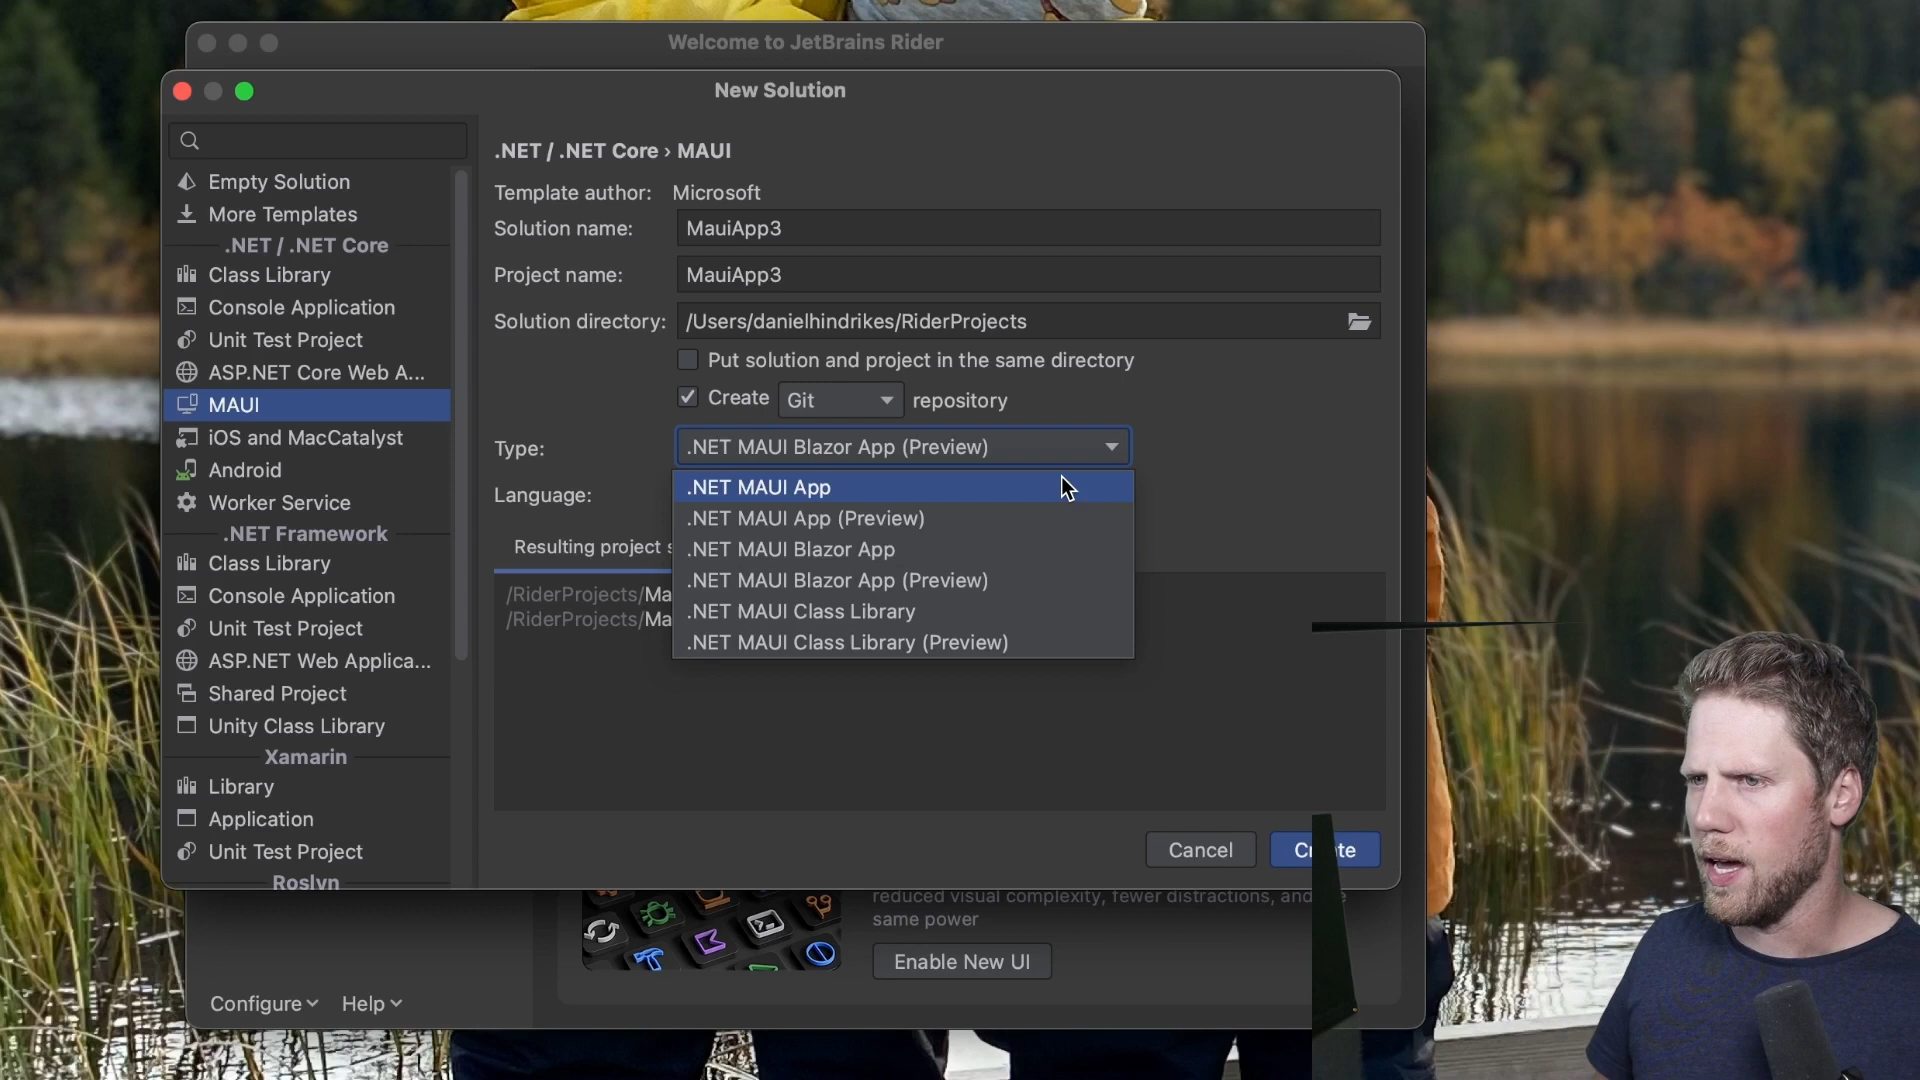 Welcome to JetBrains Rider
New Solution
Empty Solution
More Templates
.NET / .NET Core
Class Library
Console Application
Unit Test Project
ASP.NET Core Web A...
MAUI
iOS and MacCatalyst
Android
Worker Service
.NET Framework
Class Library
Console Application
Unit Test Project
ASP.NET Web Applica...
Shared Project
Unity Class Library
Xamarin
Library
Application
Unit Test Project
Roslyn
.NET / .NET Core › MAUI
Template author: Microsoft
Solution name: MauiApp3
Project name: MauiApp3
Solution directory: /Users/danielhindrikes/RiderProjects
Put solution and project in the same directory
Create Git repository
Type: .NET MAUI Blazor App (Preview)
Language:
.NET MAUI App
.NET MAUI App (Preview)
.NET MAUI Blazor App
.NET MAUI Blazor App (Preview)
.NET MAUI Class Library
.NET MAUI Class Library (Preview)
Resulting project s
/RiderProjects/Ma
/RiderProjects/Ma
Cancel
reduced visual complexity, fewer distractions, and
same power
Enable New UI
Configure
Help